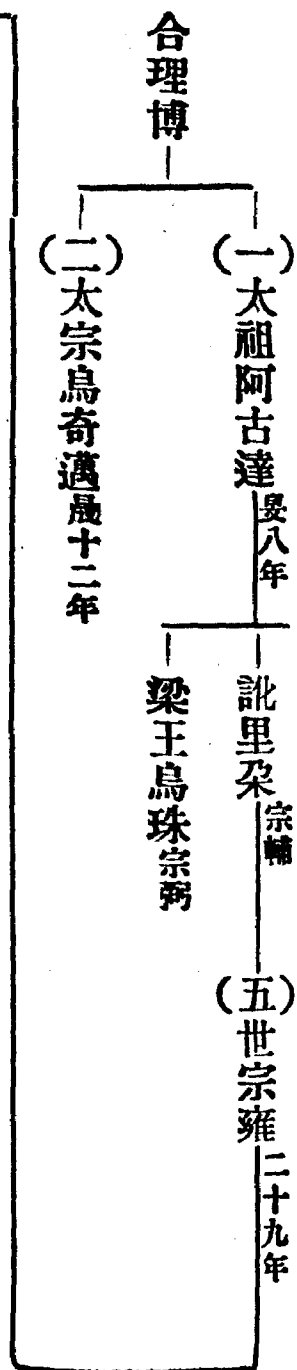 合理博
(一)太祖阿古達旻八年
訛里朶宗輔
(五)世宗雍二十九年
梁王烏珠宗弼
(二)太宗烏奇邁晟十二年